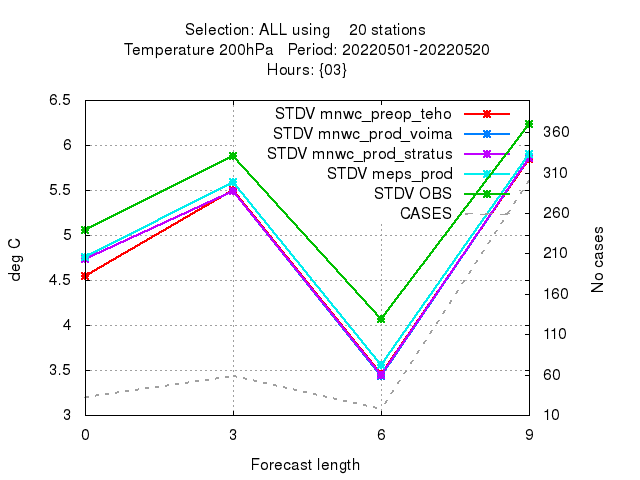 Selection: ALL using    20 stations
Temperature 200hPa   Period: 20220501-20220520
Hours: {03}
STDV mnwc_preop_teho
STDV mnwc_prod_voima
STDV mnwc_prod_stratus
STDV meps_prod
STDV OBS
CASES
6.5
6
5.5
5
4.5
4
3.5
3
deg C
360
310
260
210
160
110
60
10
No cases
0 3 6 9
Forecast length